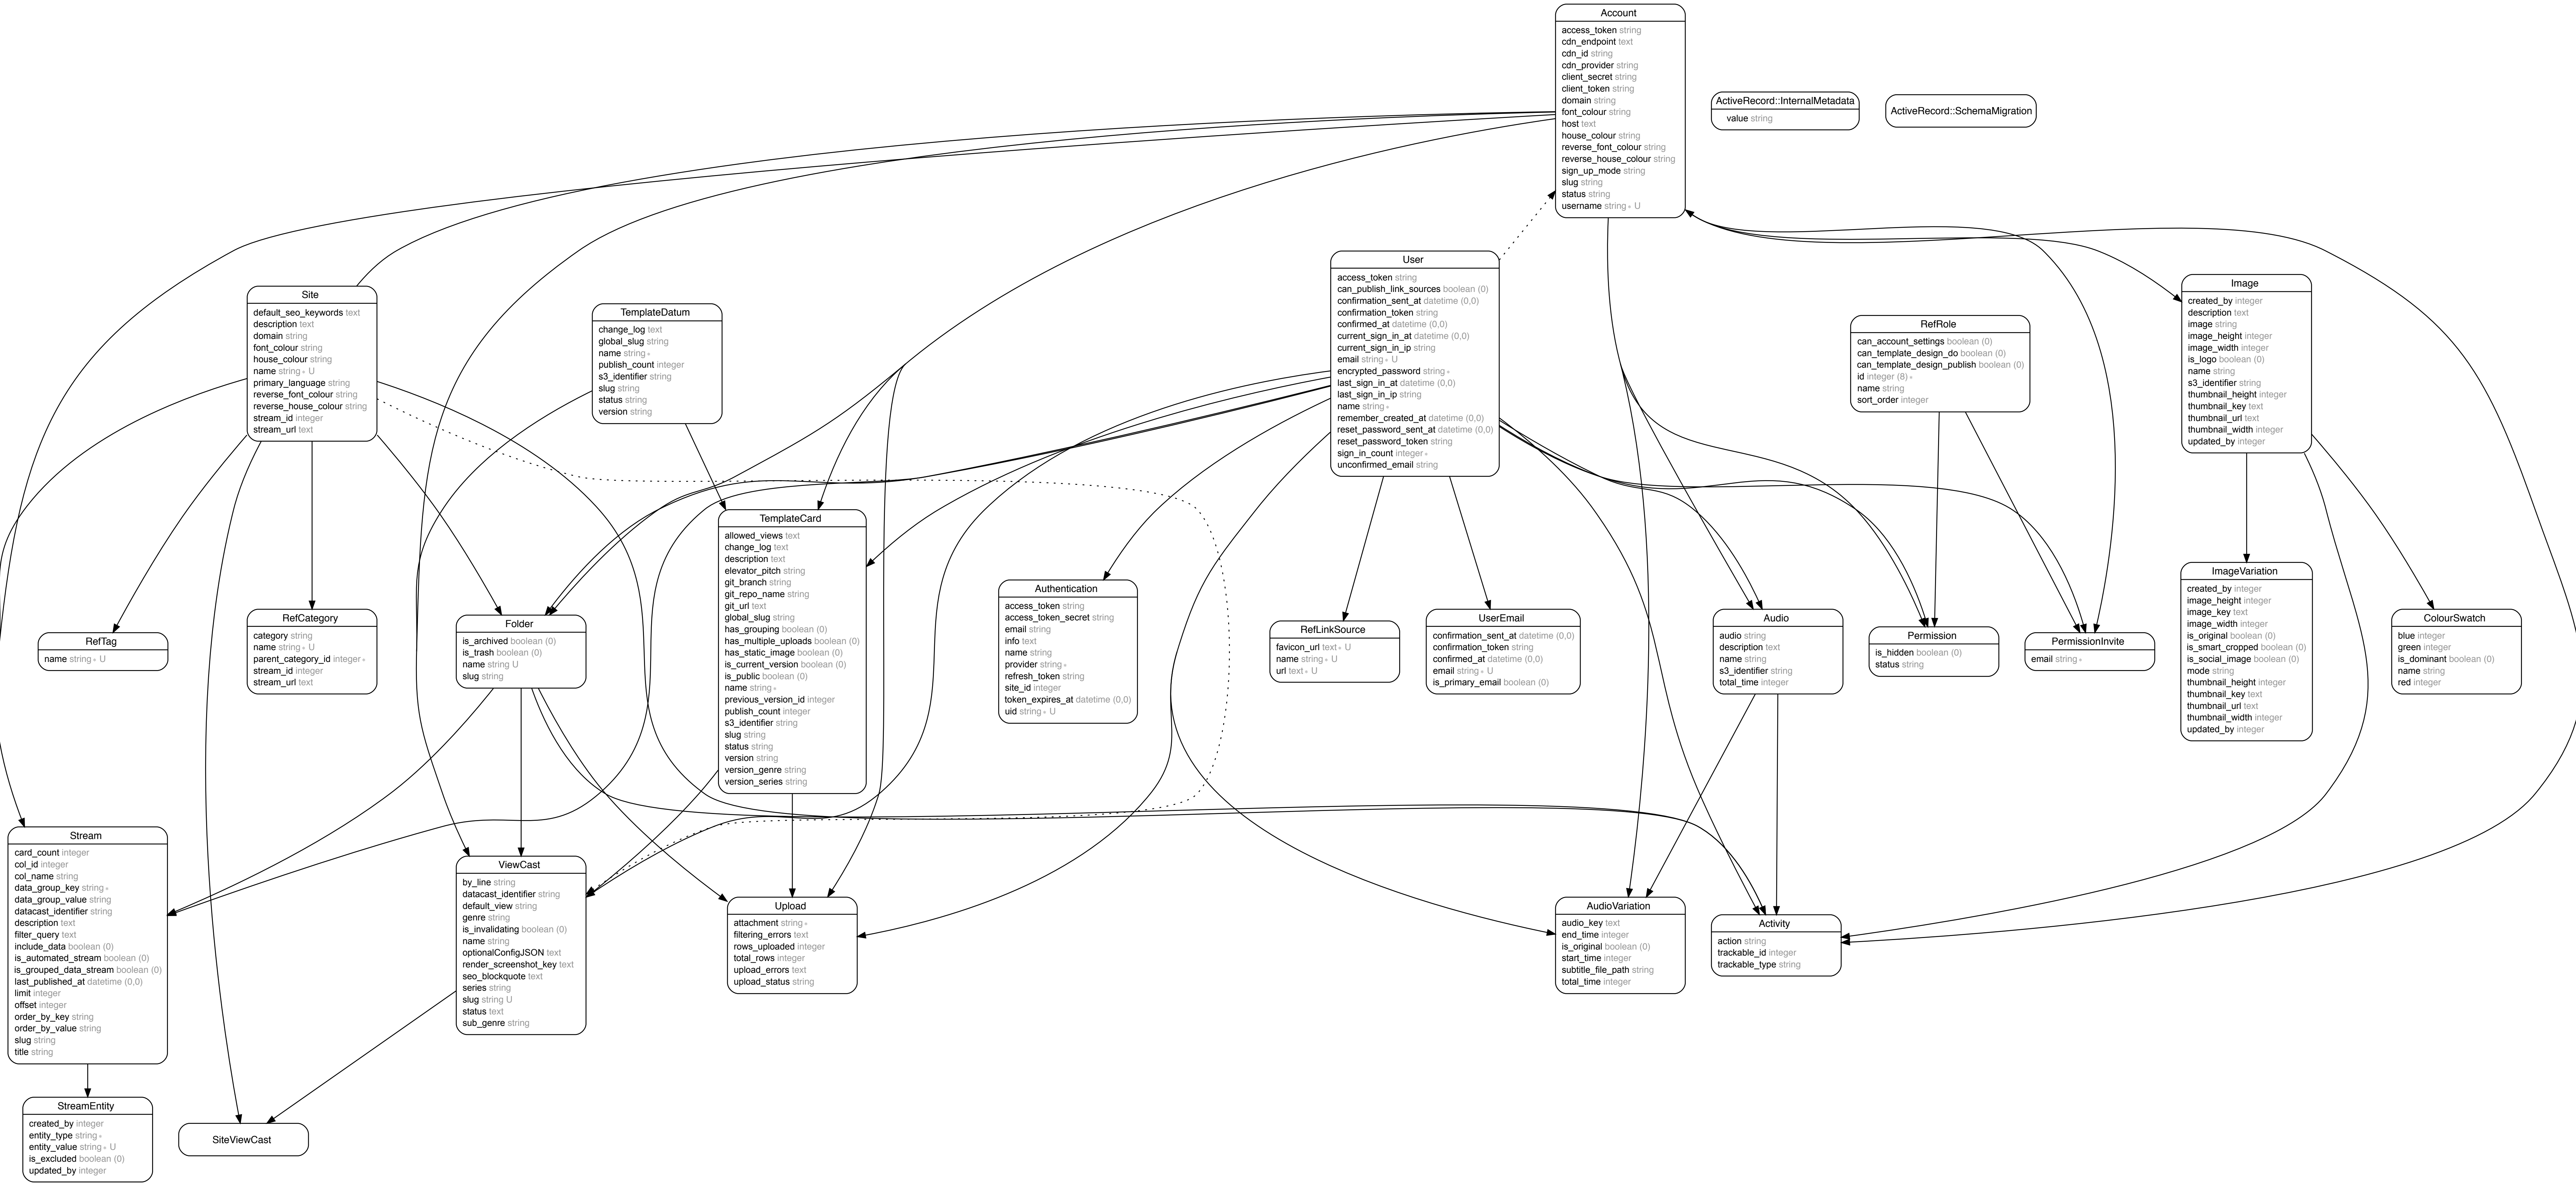 Account
access_token string
cdn_endpoint text
cdn_id string
cdn_provider string
client_secret string
client_token string
domain string
font_colour string
host text
house_colour string
reverse_font_colour string
reverse_house_colour string
sign_up_mode string
slug string
status string
username string ∗ U
ActiveRecord::InternalMetadata
value string
ActiveRecord::SchemaMigration
User
access_token string
can_publish_link_sources boolean (0)
confirmation_sent_at datetime (0,0)
confirmation_token string
confirmed_at datetime (0,0)
current_sign_in_at datetime (0,0)
current_sign_in_ip string
email string ∗ U
encrypted_password string ∗
last_sign_in_at datetime (0,0)
last_sign_in_ip string
name string ∗
remember_created_at datetime (0,0)
reset_password_sent_at datetime (0,0)
reset_password_token string
sign_in_count integer ∗
unconfirmed_email string
Site
default_seo_keywords text
description text
domain string
font_colour string
house_colour string
name string ∗ U
primary_language string
reverse_font_colour string
reverse_house_colour string
stream_id integer
stream_url text
TemplateDatum
change_log text
global_slug string
name string ∗
publish_count integer
s3_identifier string
slug string
status string
version string
RefRole
can_account_settings boolean (0)
can_template_design_do boolean (0)
can_template_design_publish boolean (0)
id integer (8) ∗
name string
sort_order integer
Image
created_by integer
description text
image string
image_height integer
image_width integer
is_logo boolean (0)
name string
s3_identifier string
thumbnail_height integer
thumbnail_key text
thumbnail_url text
thumbnail_width integer
updated_by integer
TemplateCard
allowed_views text
change_log text
description text
elevator_pitch string
git_branch string
git_repo_name string
git_url text
global_slug string
has_grouping boolean (0)
has_multiple_uploads boolean (0)
has_static_image boolean (0)
is_current_version boolean (0)
is_public boolean (0)
name string ∗
previous_version_id integer
publish_count integer
s3_identifier string
slug string
status string
version string
version_genre string
version_series string
RefTag
name string ∗ U
RefCategory
category string
name string ∗ U
parent_category_id integer ∗
stream_id integer
stream_url text
Folder
is_archived boolean (0)
is_trash boolean (0)
name string U
slug string
Authentication
access_token string
access_token_secret string
email string
info text
name string
provider string ∗
refresh_token string
site_id integer
token_expires_at datetime (0,0)
uid string ∗ U
RefLinkSource
favicon_url text ∗ U
name string ∗ U
url text ∗ U
UserEmail
confirmation_sent_at datetime (0,0)
confirmation_token string
confirmed_at datetime (0,0)
email string ∗ U
is_primary_email boolean (0)
Audio
audio string
description text
name string
s3_identifier string
total_time integer
Permission
is_hidden boolean (0)
status string
PermissionInvite
email string ∗
ImageVariation
created_by integer
image_height integer
image_key text
image_width integer
is_original boolean (0)
is_smart_cropped boolean (0)
is_social_image boolean (0)
mode string
thumbnail_height integer
thumbnail_key text
thumbnail_url text
thumbnail_width integer
updated_by integer
ColourSwatch
blue integer
green integer
is_dominant boolean (0)
name string
red integer
Stream
card_count integer
col_id integer
col_name string
data_group_key string ∗
data_group_value string
datacast_identifier string
description text
filter_query text
include_data boolean (0)
is_automated_stream boolean (0)
is_grouped_data_stream boolean (0)
last_published_at datetime (0,0)
limit integer
offset integer
order_by_key string
order_by_value string
slug string
title string
ViewCast
by_line string
datacast_identifier string
default_view string
genre string
is_invalidating boolean (0)
name string
optionalConfigJSON text
render_screenshot_key text
seo_blockquote text
series string
slug string U
status text
sub_genre string
Upload
attachment string ∗
filtering_errors text
rows_uploaded integer
total_rows integer
upload_errors text
upload_status string
AudioVariation
audio_key text
end_time integer
is_original boolean (0)
start_time integer
subtitle_file_path string
total_time integer
Activity
action string
trackable_id integer
trackable_type string
StreamEntity
created_by integer
entity_type string ∗
entity_value string ∗ U
is_excluded boolean (0)
updated_by integer
SiteViewCast